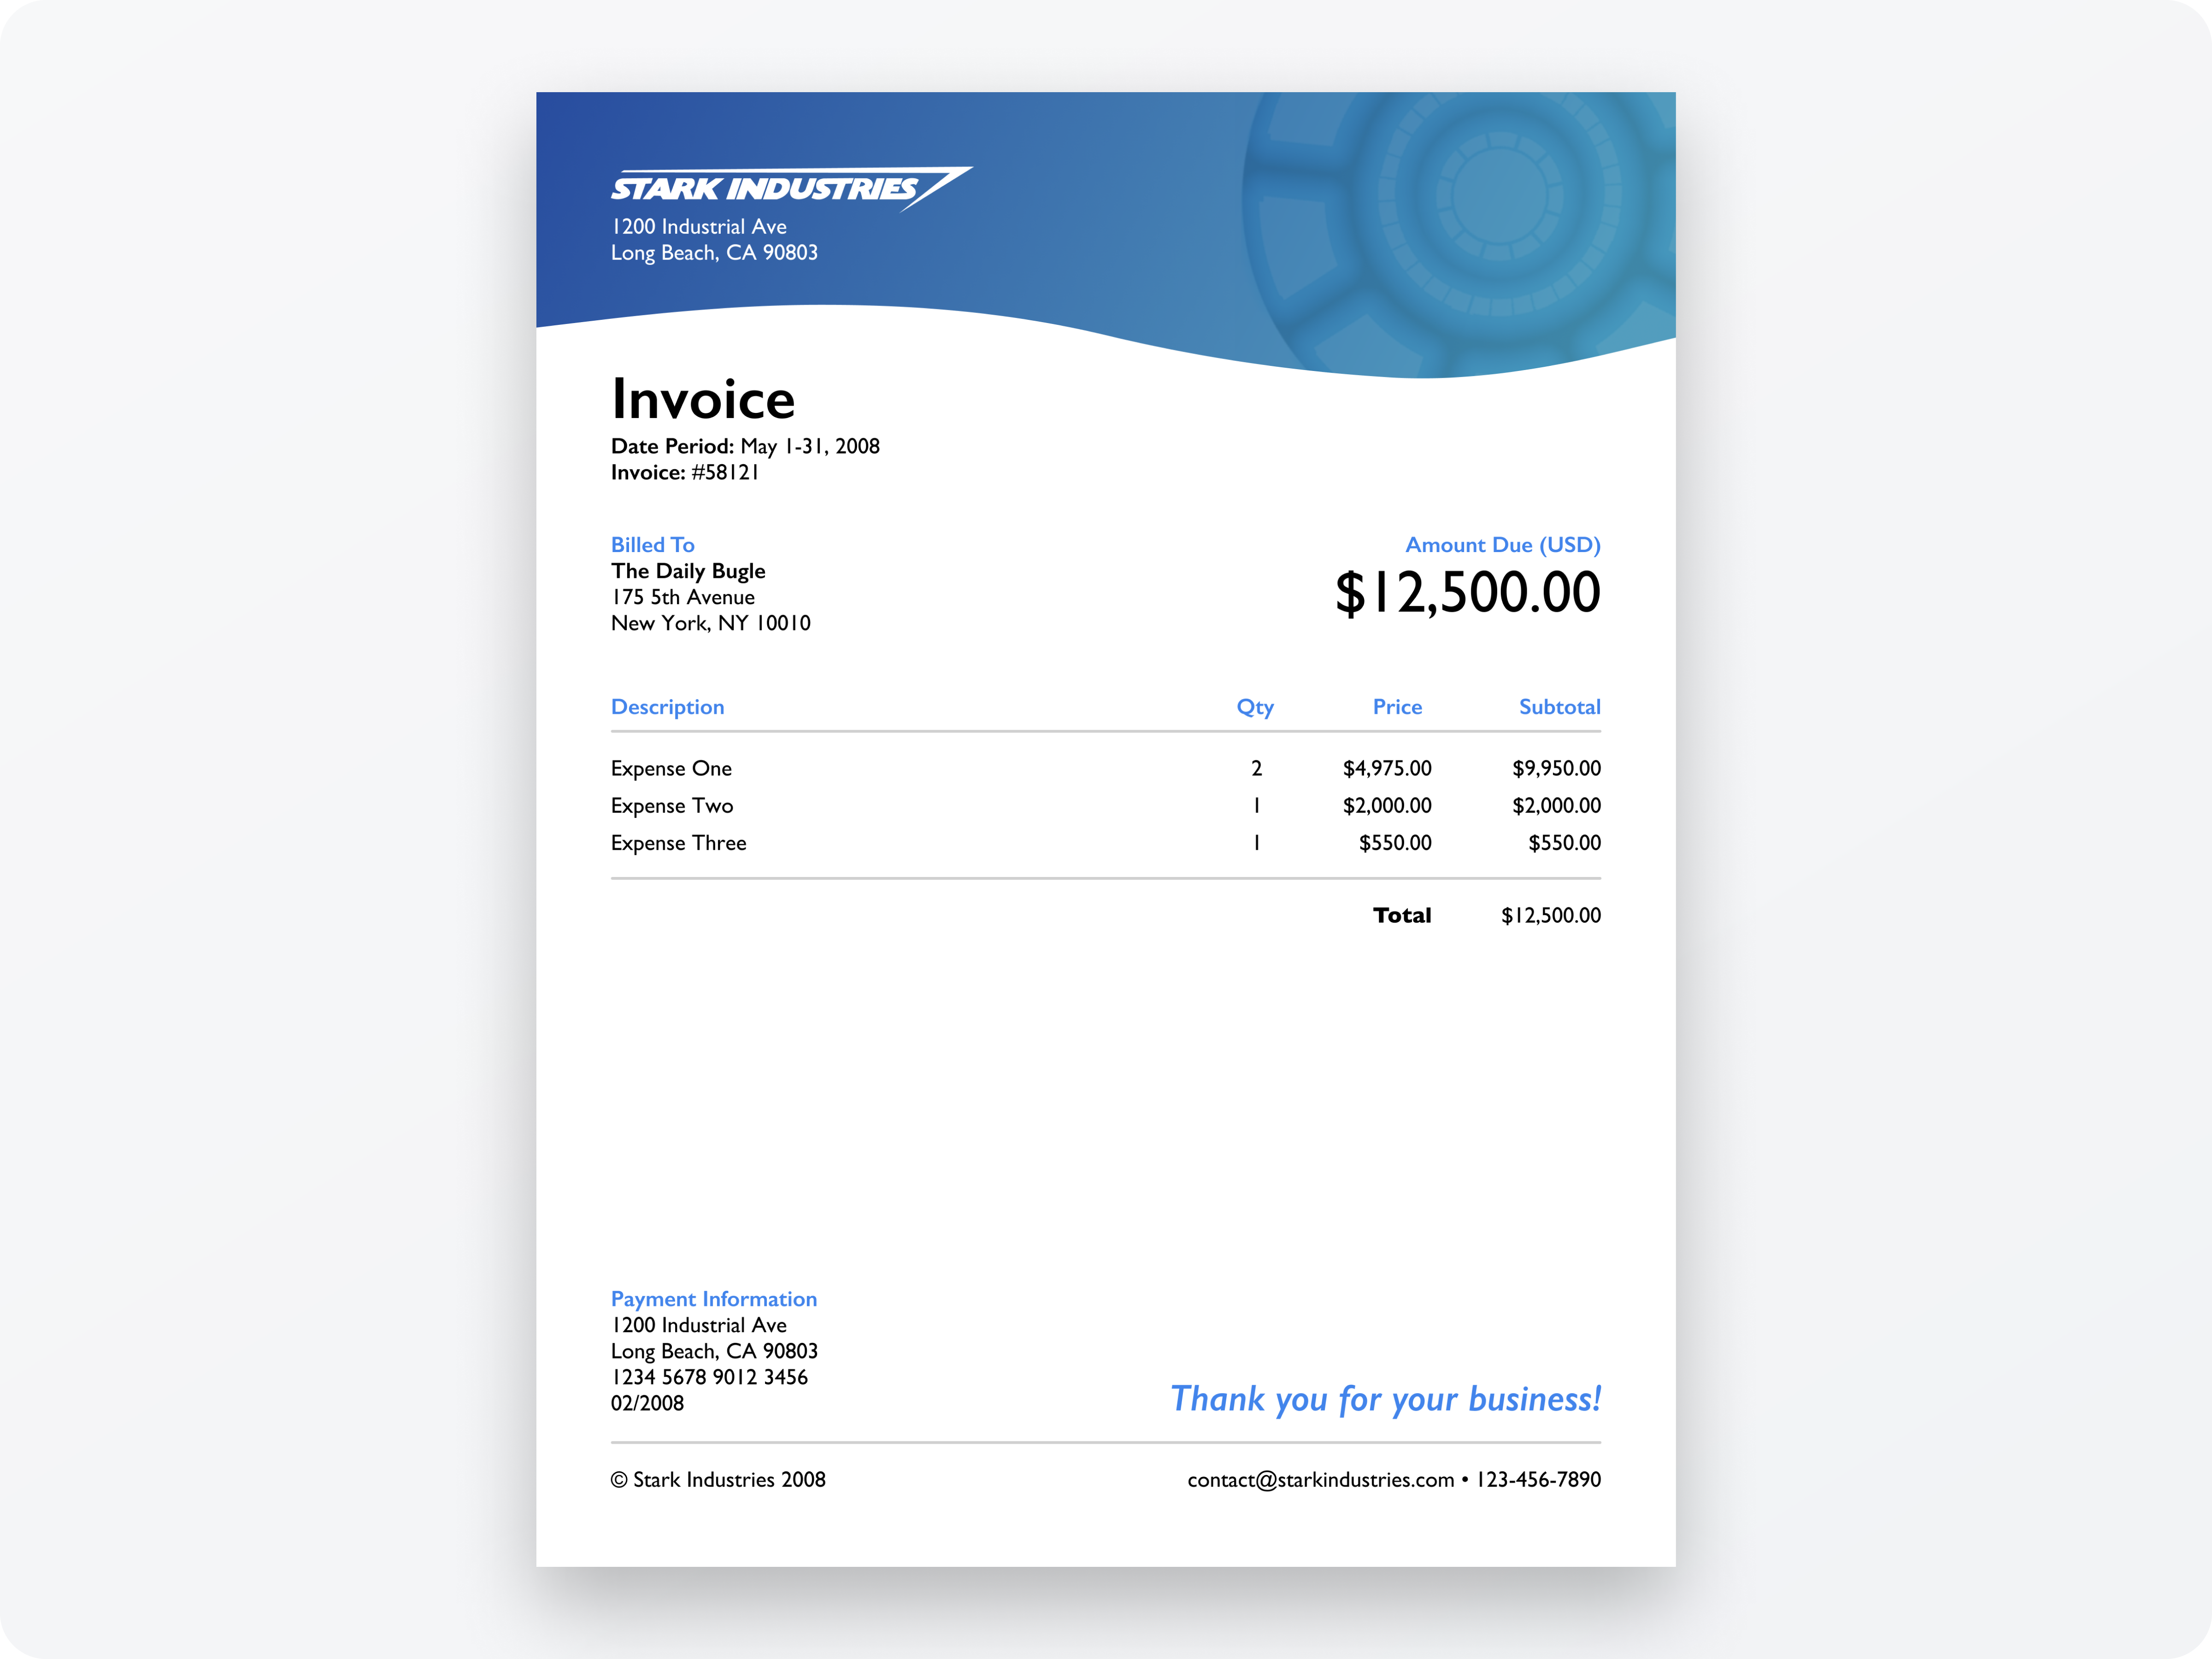 STARK INDUSTRIES
1200 Industrial Ave
Long Beach, CA 90803
Invoice
Date Period: May 1-31, 2008
Invoice: #58121
Billed To
The Daily Bugle
175 5th Avenue
New York, NY 10010
Amount Due (USD)
$12,500.00
Description Qty Price Subtotal
Expense One 2 $4,975.00 $9,950.00
Expense Two 1 $2,000.00 $2,000.00
Expense Three 1 $550.00 $550.00
Total $12,500.00
Payment Information
1200 Industrial Ave
Long Beach, CA 90803
1234 5678 9012 3456
02/2008
Thank you for your business!
© Stark Industries 2008
contact@starkindustries.com • 123-456-7890